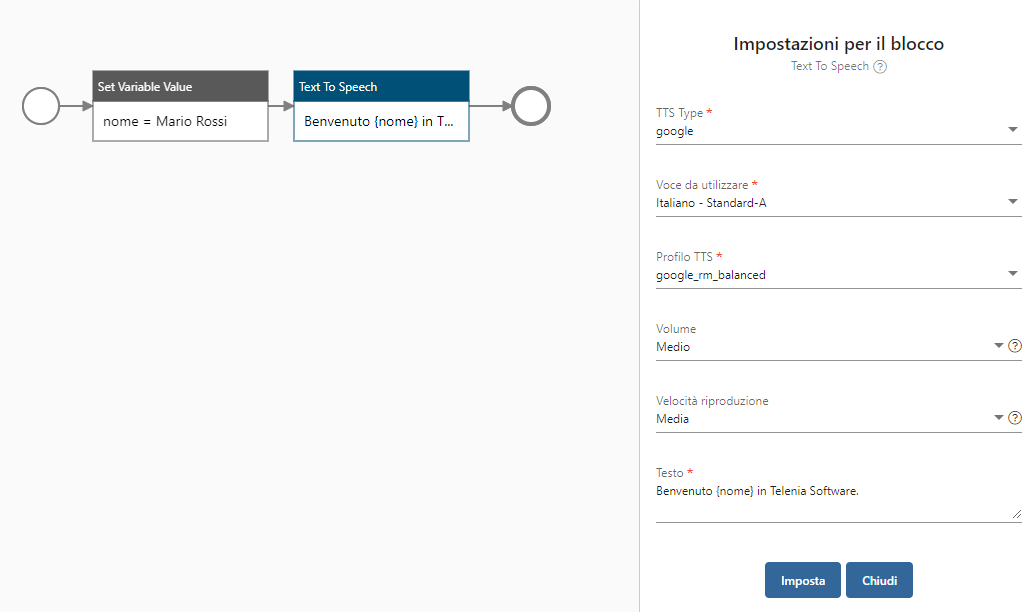 Set Variable Value
nome = Mario Rossi
Text To Speech
Benvenuto {nome} in T...
Impostazioni per il blocco
Text To Speech ?
TTS Type *
google
Voce da utilizzare *
Italiano - Standard-A
Profilo TTS *
google_rm_balanced
Volume
Medio
?
Velocità riproduzione
Media
?
Testo *
Benvenuto {nome} in Telenia Software.
Imposta
Chiudi